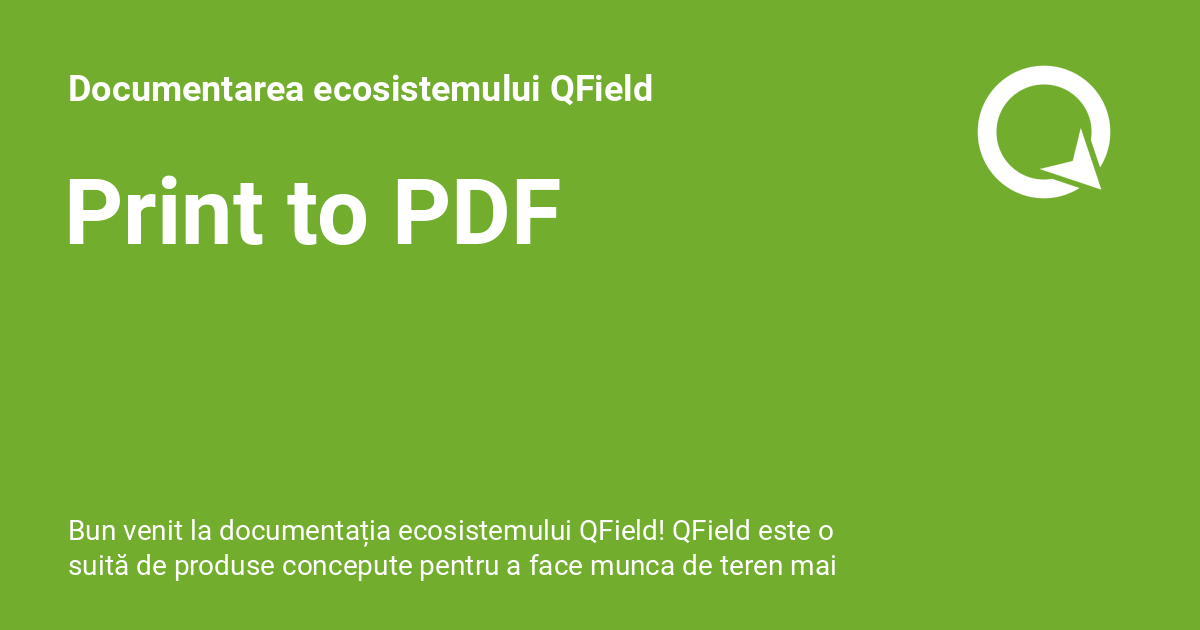 Documentarea ecosistemului QField
Print to PDF
Bun venit la documentația ecosistemului QField! QField este o
suită de produse concepute pentru a face munca de teren mai